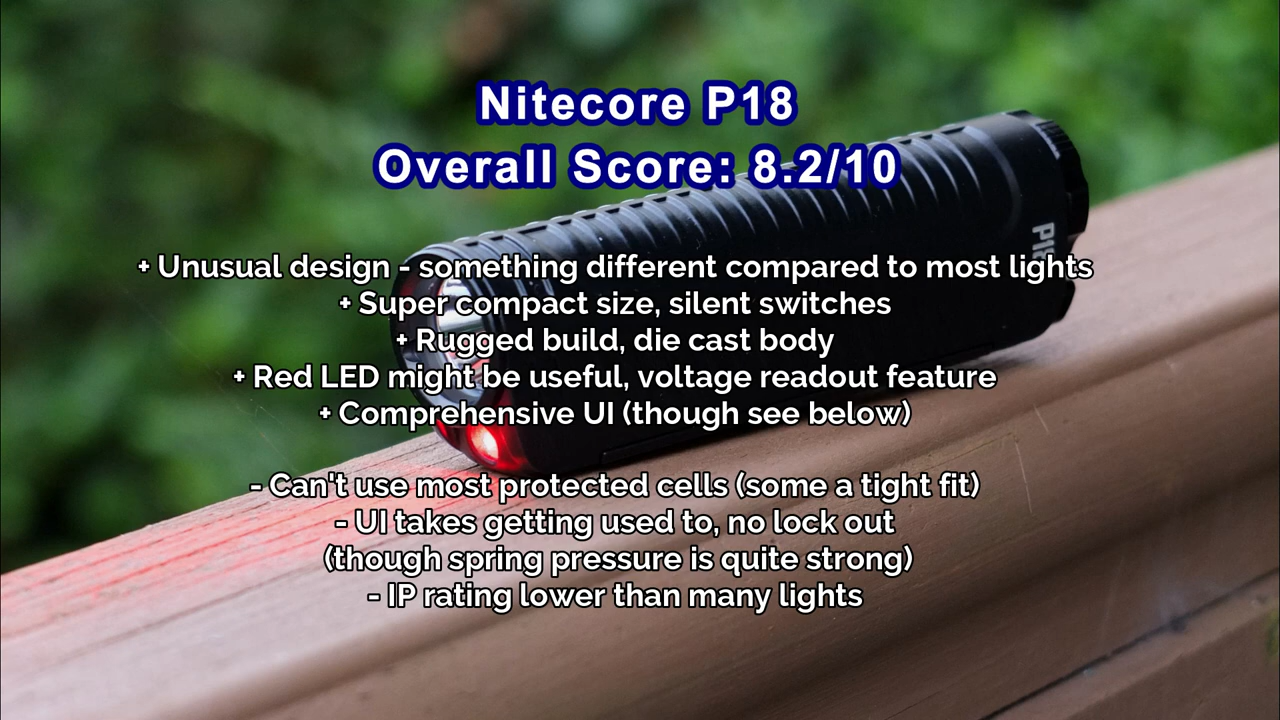 Nitecore P18
Overall Score: 8.2/10
+ Unusual design - something different compared to most lights
+ Super compact size, silent switches
+ Rugged build, die cast body
+ Red LED might be useful, voltage readout feature
+ Comprehensive UI (though see below)
- Can't use most protected cells (some a tight fit)
- UI takes getting used to, no lock out
(though spring pressure is quite strong)
- IP rating lower than many lights
P18